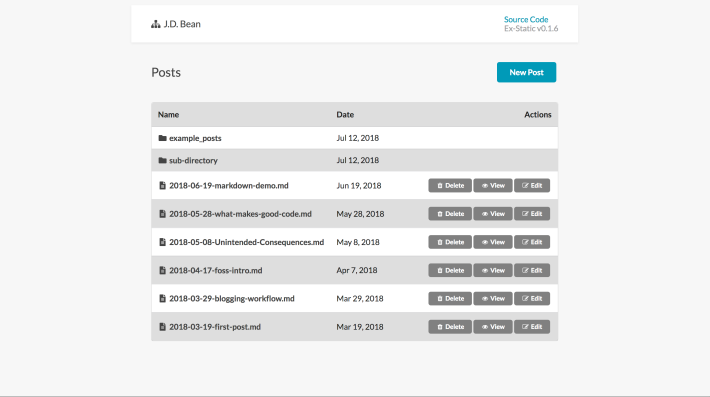 J.D. Bean
Source Code
Ex-Static v0.1.6
Posts
New Post
Name Date Actions
example_posts Jul 12, 2018
sub-directory Jul 12, 2018
2018-06-19-markdown-demo.md Jun 19, 2018 Delete View Edit
2018-05-28-what-makes-good-code.md May 28, 2018 Delete View Edit
2018-05-08-Unintended-Consequences.md May 8, 2018 Delete View Edit
2018-04-17-foss-intro.md Apr 7, 2018 Delete View Edit
2018-03-29-blogging-workflow.md Mar 29, 2018 Delete View Edit
2018-03-19-first-post.md Mar 19, 2018 Delete View Edit